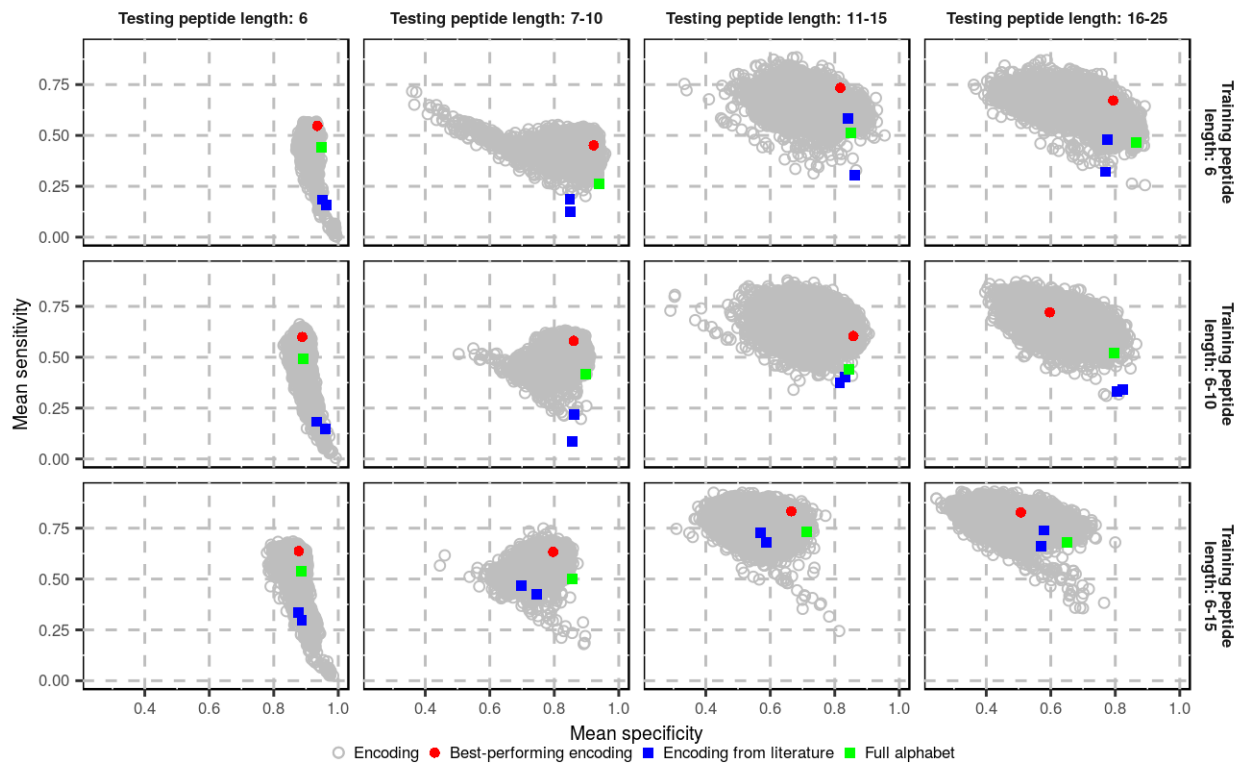 Testing peptide length: 6
Testing peptide length: 7-10
Testing peptide length: 11-15
Testing peptide length: 16-25
0.75
0.50
0.25
0.00
Training peptide
length: 6
0.75
0.50
0.25
0.00
Training peptide
length: 6-10
0.75
0.50
0.25
0.00
Training peptide
length: 6-15
Mean sensitivity
0.4 0.6 0.8 1.0
0.4 0.6 0.8 1.0
0.4 0.6 0.8 1.0
0.4 0.6 0.8 1.0
Mean specificity
Encoding
Best-performing encoding
Encoding from literature
Full alphabet